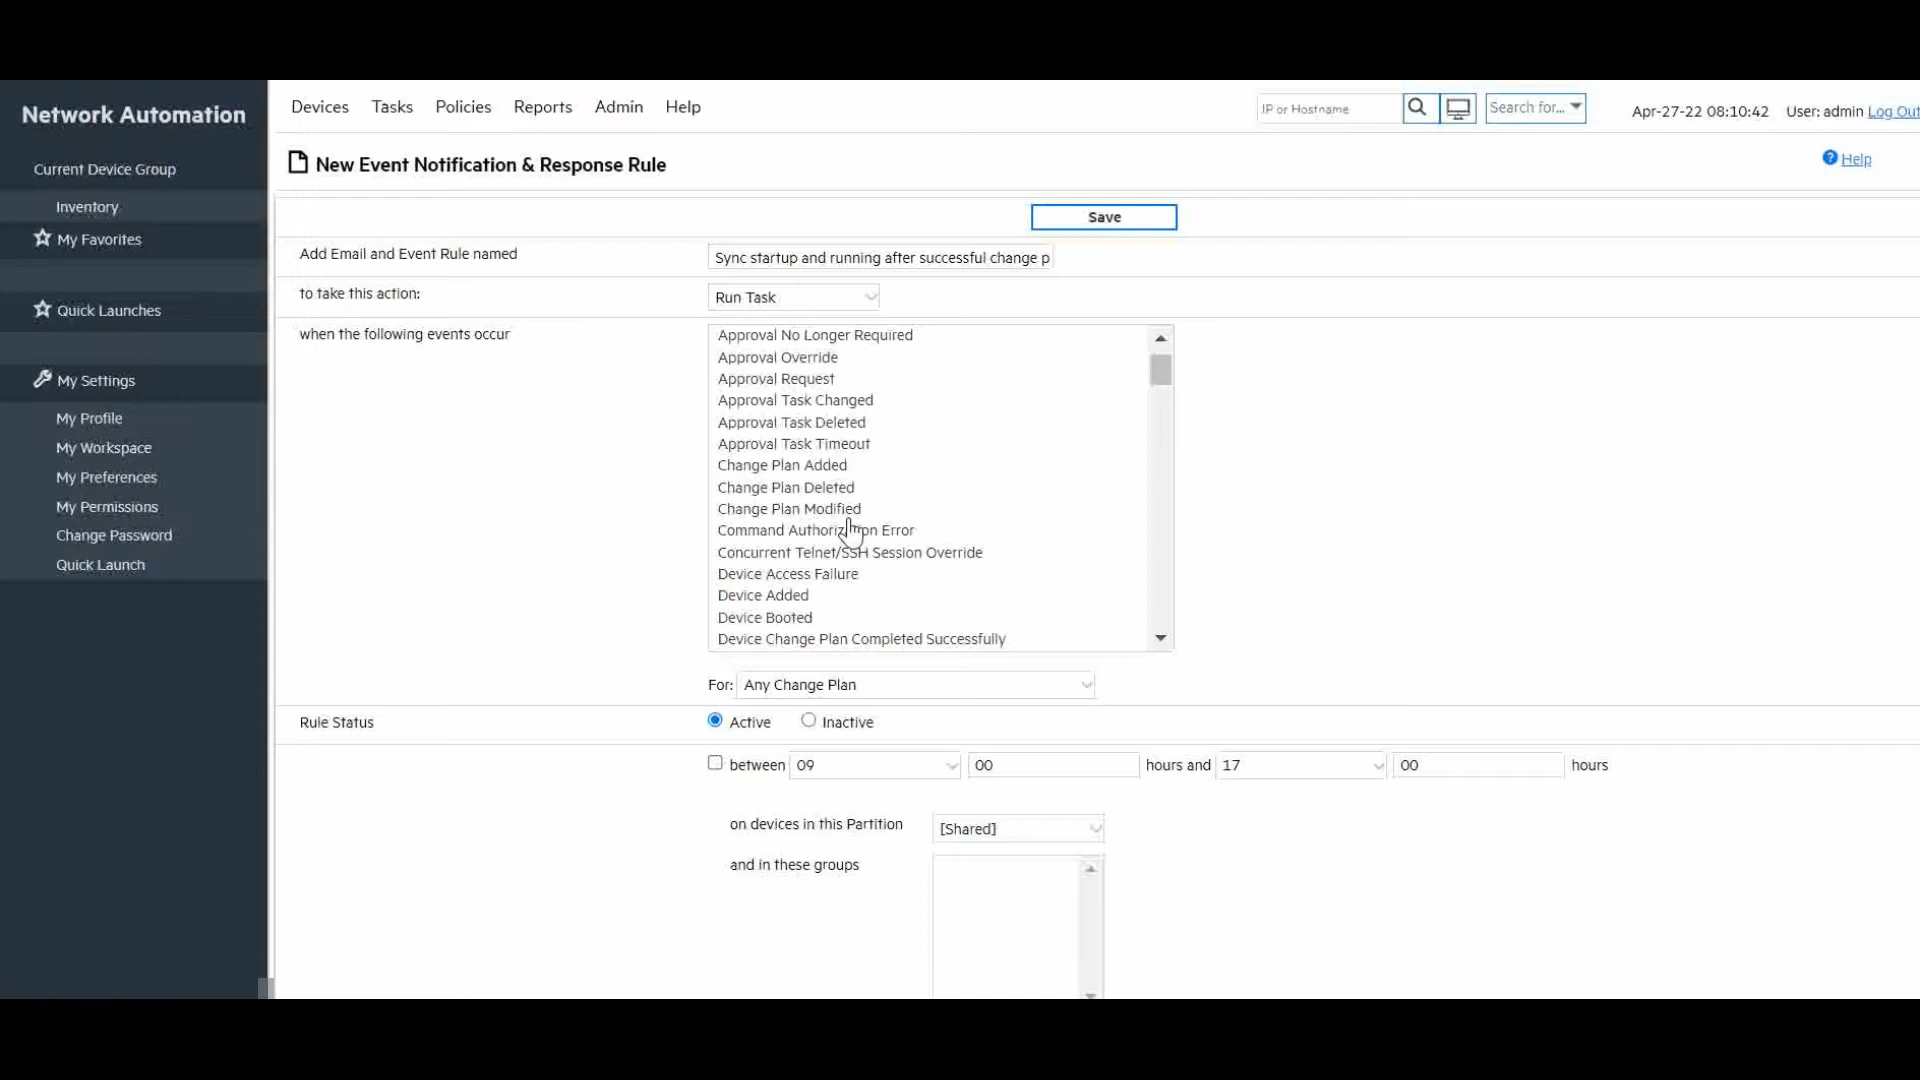 Network Automation
Devices Tasks Policies Reports Admin Help
IP or Hostname
Search for...
Apr-27-22 08:10:42 User: admin Log Out
Current Device Group
Inventory
My Favorites
Quick Launches
My Settings
My Profile
My Workspace
My Preferences
My Permissions
Change Password
Quick Launch
New Event Notification & Response Rule
Help
Save
Add Email and Event Rule named
Sync startup and running after successful change p
to take this action:
Run Task
when the following events occur
Approval No Longer Required
Approval Override
Approval Request
Approval Task Changed
Approval Task Deleted
Approval Task Timeout
Change Plan Added
Change Plan Deleted
Change Plan Modified
Command Authorization Error
Concurrent Telnet/SSH Session Override
Device Access Failure
Device Added
Device Booted
Device Change Plan Completed Successfully
For: Any Change Plan
Rule Status
Active Inactive
between 09 00 hours and 17 00 hours
on devices in this Partition [Shared]
and in these groups